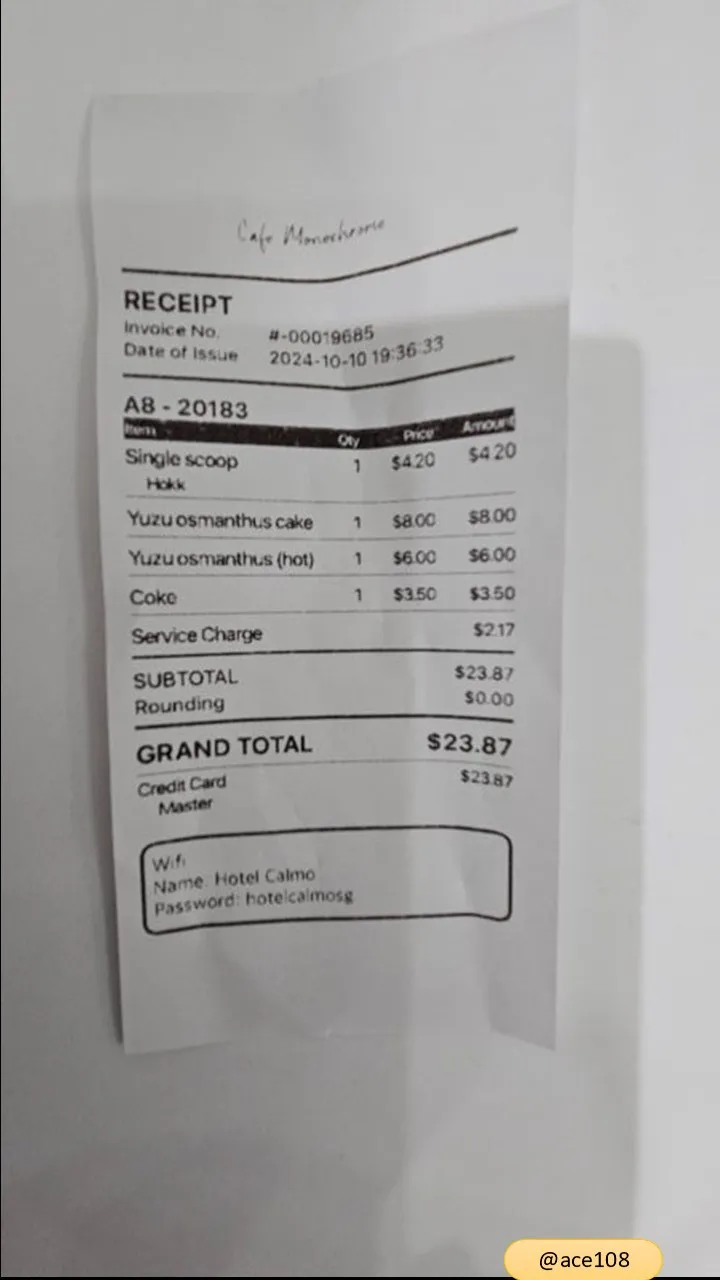 Cafe Monochrome
RECEIPT
Invoice No. #-00019685
Date of Issue 2024-10-10 19:36:33
A8 - 20183
Item Qty Price Amount
Single scoop 1 $4.20 $4.20
Hokk
Yuzu osmanthus cake 1 $8.00 $8.00
Yuzu osmanthus (hot) 1 $6.00 $6.00
Coke 1 $3.50 $3.50
Service Charge $2.17
SUBTOTAL $23.87
Rounding $0.00
GRAND TOTAL $23.87
Credit Card $23.87
Master
Wifi
Name: Hotel Calmo
Password: hotelcalmosg
@ace108